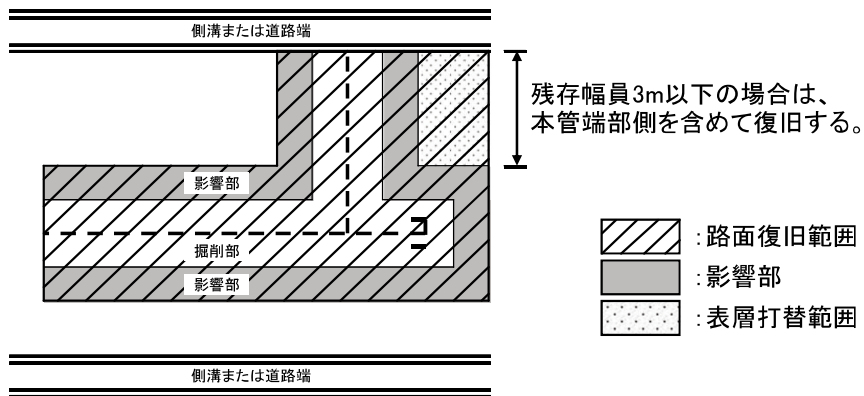 側溝または道路端
残存幅員3m以下の場合は、
本管端部側を含めて復旧する。
影響部
掘削部
影響部
：路面復旧範囲
：影響部
：表層打替範囲
側溝または道路端